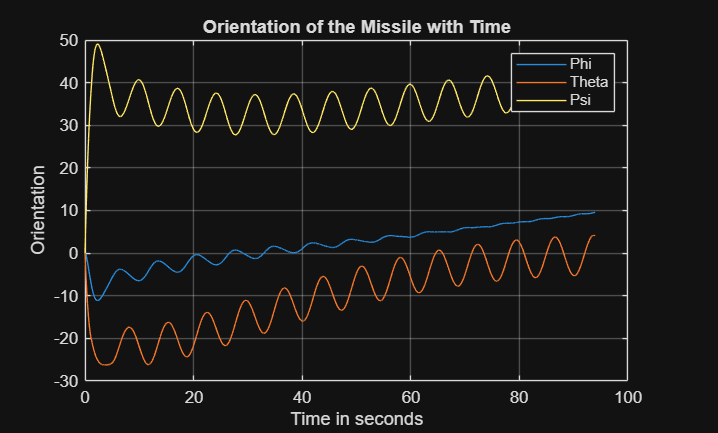 Orientation of the Missile with Time
50
40
30
20
10
0
-10
-20
-30
Orientation
Phi
Theta
Psi
0 20 40 60 80 100
Time in seconds